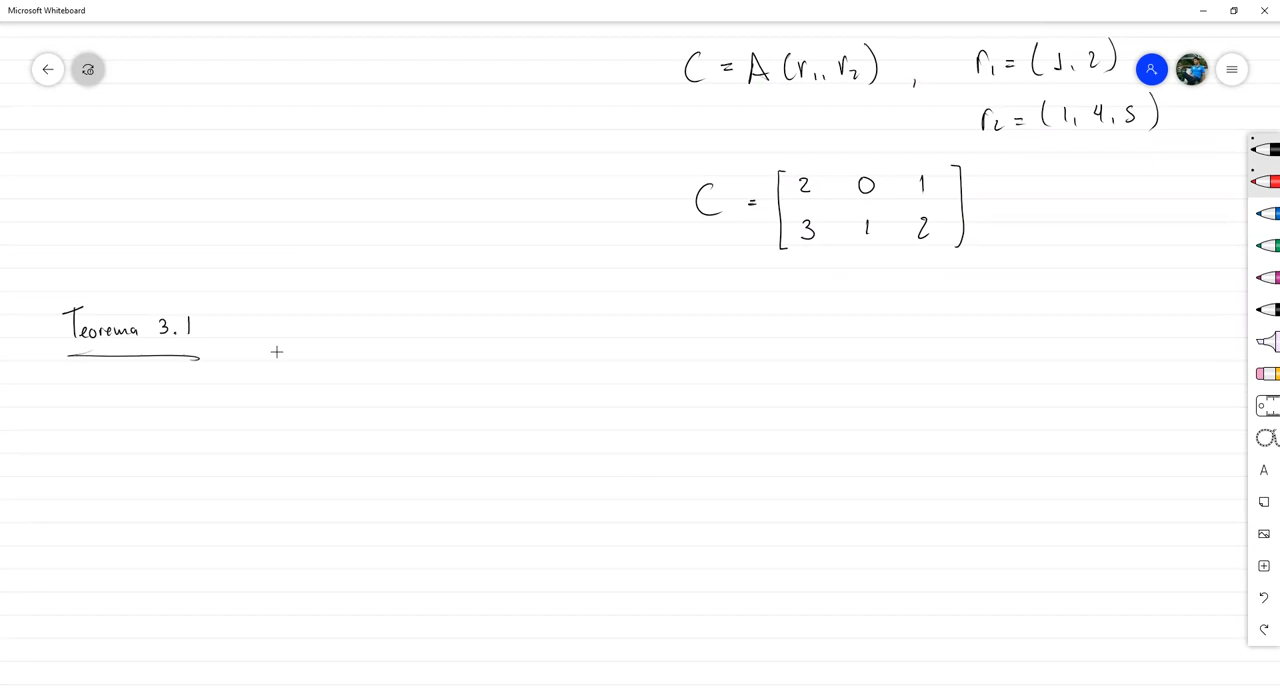 Microsoft Whiteboard
C = A (r₁, r₂) , r₁ = (1, 2)
r₂ = (1, 4, 5)
C = [ 2 0 1
3 1 2 ]
Teorema 3.1
A